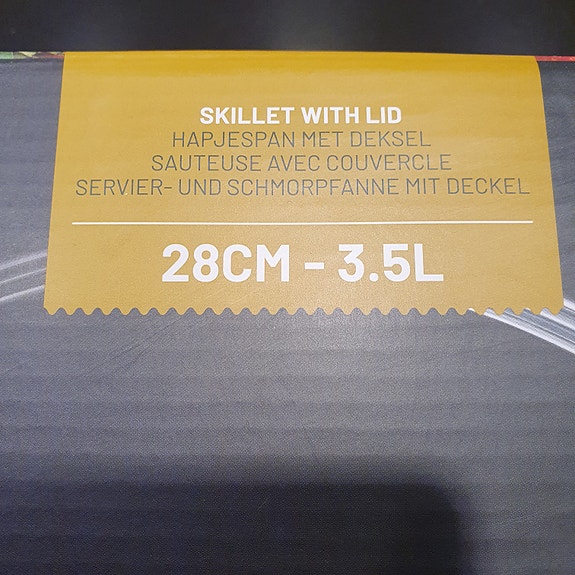 SKILLET WITH LID
HAPJESPAN MET DEKSEL
SAUTEUSE AVEC COUVERCLE
SERVIER- UND SCHMORPFANNE MIT DECKEL
28CM - 3.5L